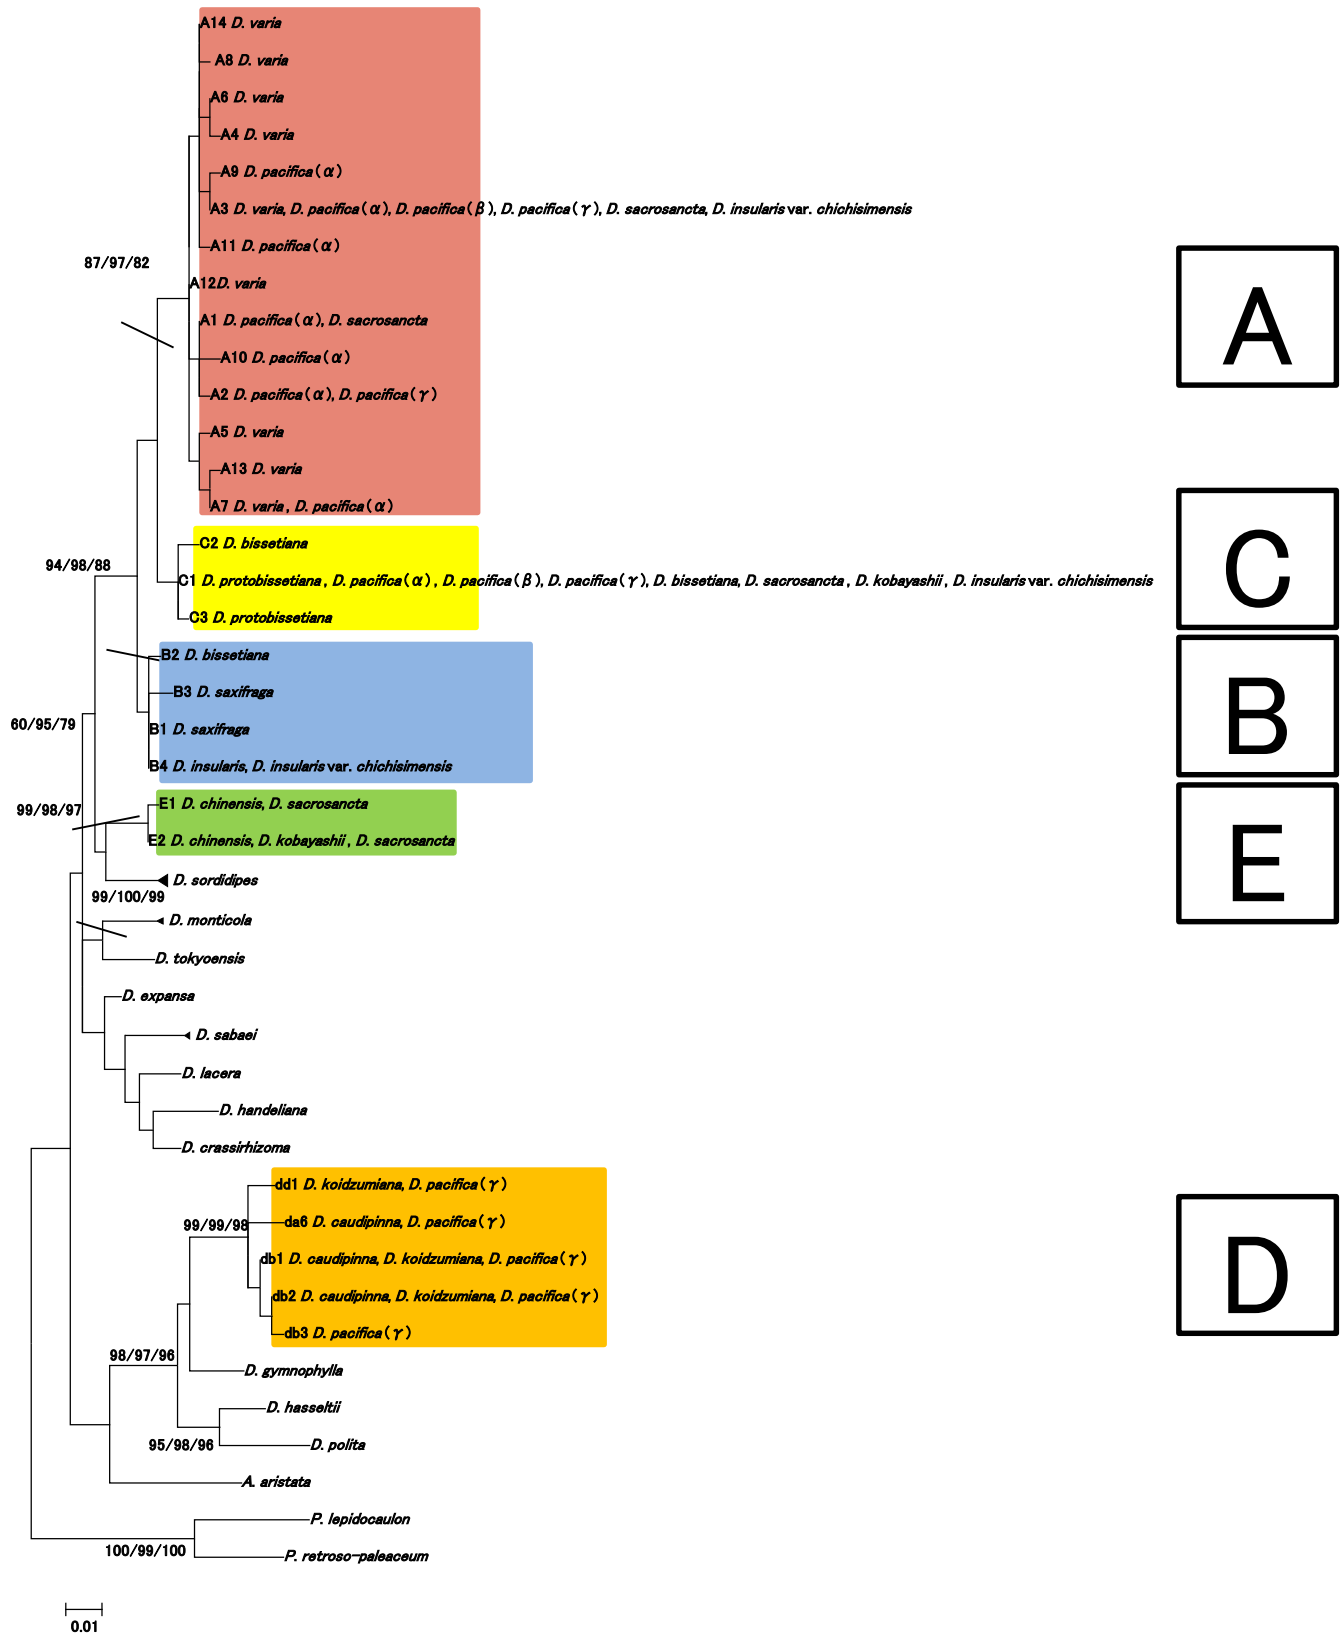 A14 D. varia
A8 D. varia
A6 D. varia
A4 D. varia
A9 D. pacifica(α)
A3 D. varia, D. pacifica(α), D. pacifica(β), D. pacifica(γ), D. sacrosancta, D. insularis var. chichisimensis
A11 D. pacifica(α)
87/97/82
A12D. varia
A1 D. pacifica(α), D. sacrosancta
A
A10 D. pacifica(α)
A2 D. pacifica(α), D. pacifica(γ)
A5 D. varia
A13 D. varia
A7 D. varia, D. pacifica(α)
C2 D. bissetiana
94/98/88
C1 D. protobissetiana, D. pacifica(α), D. pacifica(β), D. pacifica(γ), D. bissetiana, D. sacrosancta, D. kobayashii, D. insularis var. chichisimensis
C
C3 D. protobissetiana
B2 D. bissetiana
B3 D. saxifraga
60/95/79
B1 D. saxifraga
B
B4 D. insularis, D. insularis var. chichisimensis
E1 D. chinensis, D. sacrosancta
99/98/97
E2 D. chinensis, D. kobayashii, D. sacrosancta
E
D. sordidipes
99/100/99
D. monticola
D. tokyoensis
D. expansa
D. sabaei
D. lacera
D. handeliana
D. crassirhizoma
dd1 D. koidzumiana, D. pacifica(γ)
99/99/98
da6 D. caudipinna, D. pacifica(γ)
db1 D. caudipinna, D. koidzumiana, D. pacifica(γ)
D
db2 D. caudipinna, D. koidzumiana, D. pacifica(γ)
db3 D. pacifica(γ)
98/97/96
D. gymnophylla
D. hasseltii
95/98/96
D. polita
A. aristata
P. lepidocaulon
100/99/100
P. retroso-paleaceum
0.01